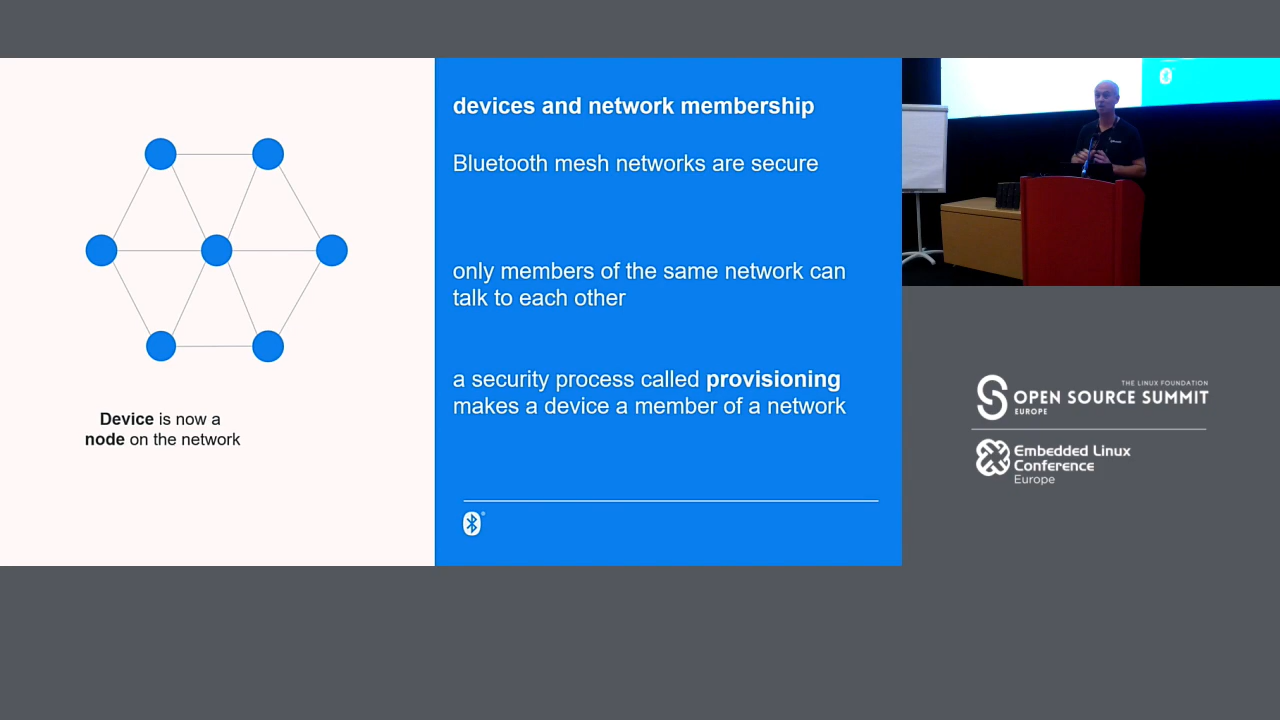 devices and network membership
Bluetooth mesh networks are secure
only members of the same network can
talk to each other
a security process called provisioning
makes a device a member of a network
Device is now a
node on the network
THE LINUX FOUNDATION
OPEN SOURCE SUMMIT
EUROPE
Embedded Linux
Conference
Europe